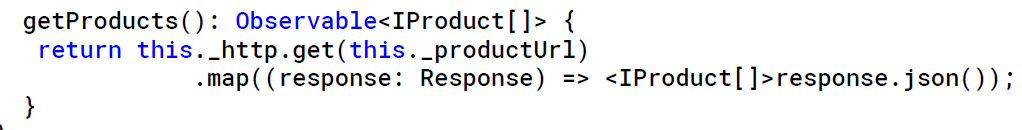 getProducts(): Observable<IProduct[]> {
return this._http.get(this._productUrl)
.map((response: Response) => <IProduct[]>response.json());
}